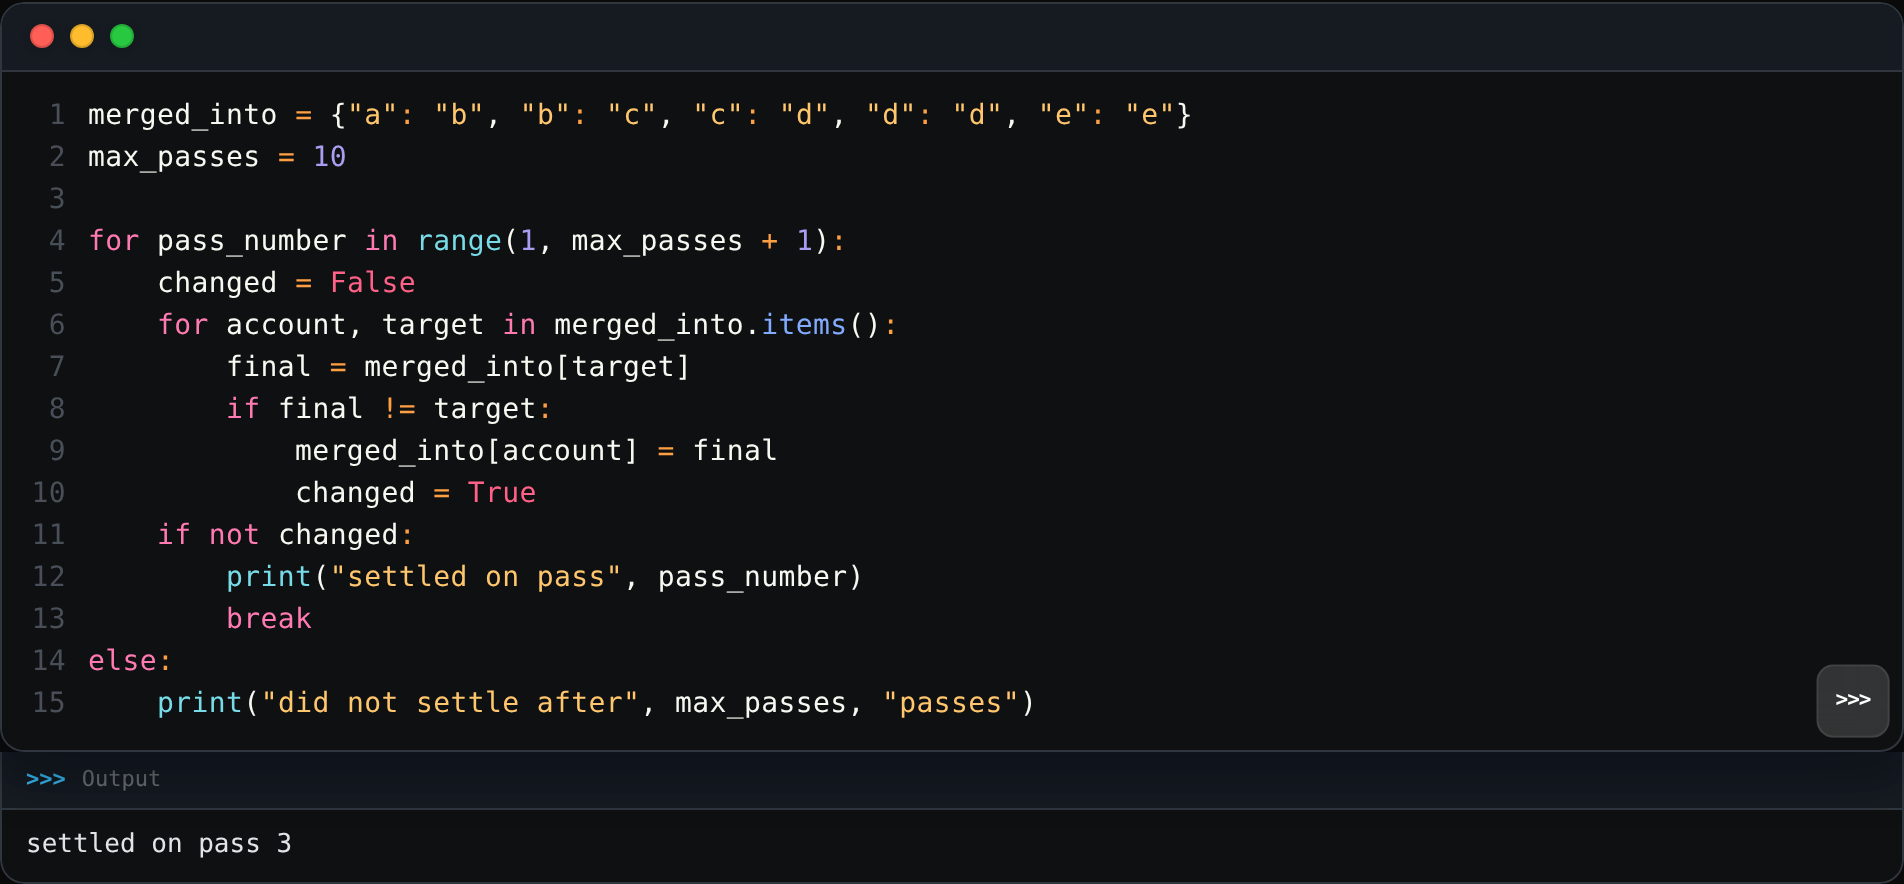 1 merged_into = {"a": "b", "b": "c", "c": "d", "d": "d", "e": "e"}
2 max_passes = 10
3
4 for pass_number in range(1, max_passes + 1):
5     changed = False
6     for account, target in merged_into.items():
7         final = merged_into[target]
8         if final != target:
9             merged_into[account] = final
10             changed = True
11     if not changed:
12         print("settled on pass", pass_number)
13         break
14 else:
15     print("did not settle after", max_passes, "passes")
>>>
>>> Output
settled on pass 3